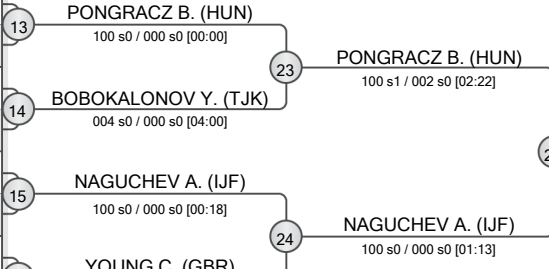 13
PONGRACZ B. (HUN)
100 s0 / 000 s0 [00:00]
23
PONGRACZ B. (HUN)
100 s1 / 002 s0 [02:22]
14
BOBOKALONOV Y. (TJK)
004 s0 / 000 s0 [04:00]
15
NAGUCHEV A. (IJF)
100 s0 / 000 s0 [00:18]
24
NAGUCHEV A. (IJF)
100 s0 / 000 s0 [01:13]
YOUNG C. (GBR)